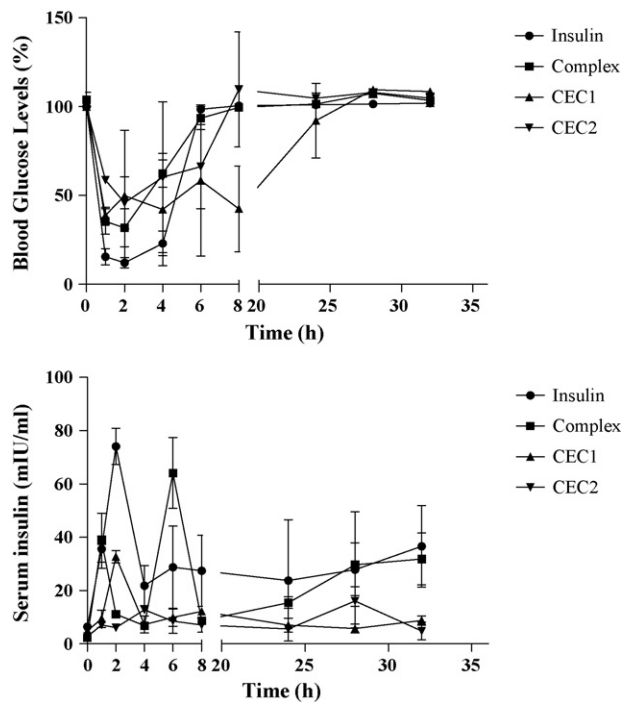 Blood Glucose Levels (%)
150
100
50
0
0 2 4 6 8 20 25 30 35
Time (h)
Insulin
Complex
CEC1
CEC2
Serum insulin (mIU/ml)
100
80
60
40
20
0
0 2 4 6 8 20 25 30 35
Time (h)
Insulin
Complex
CEC1
CEC2